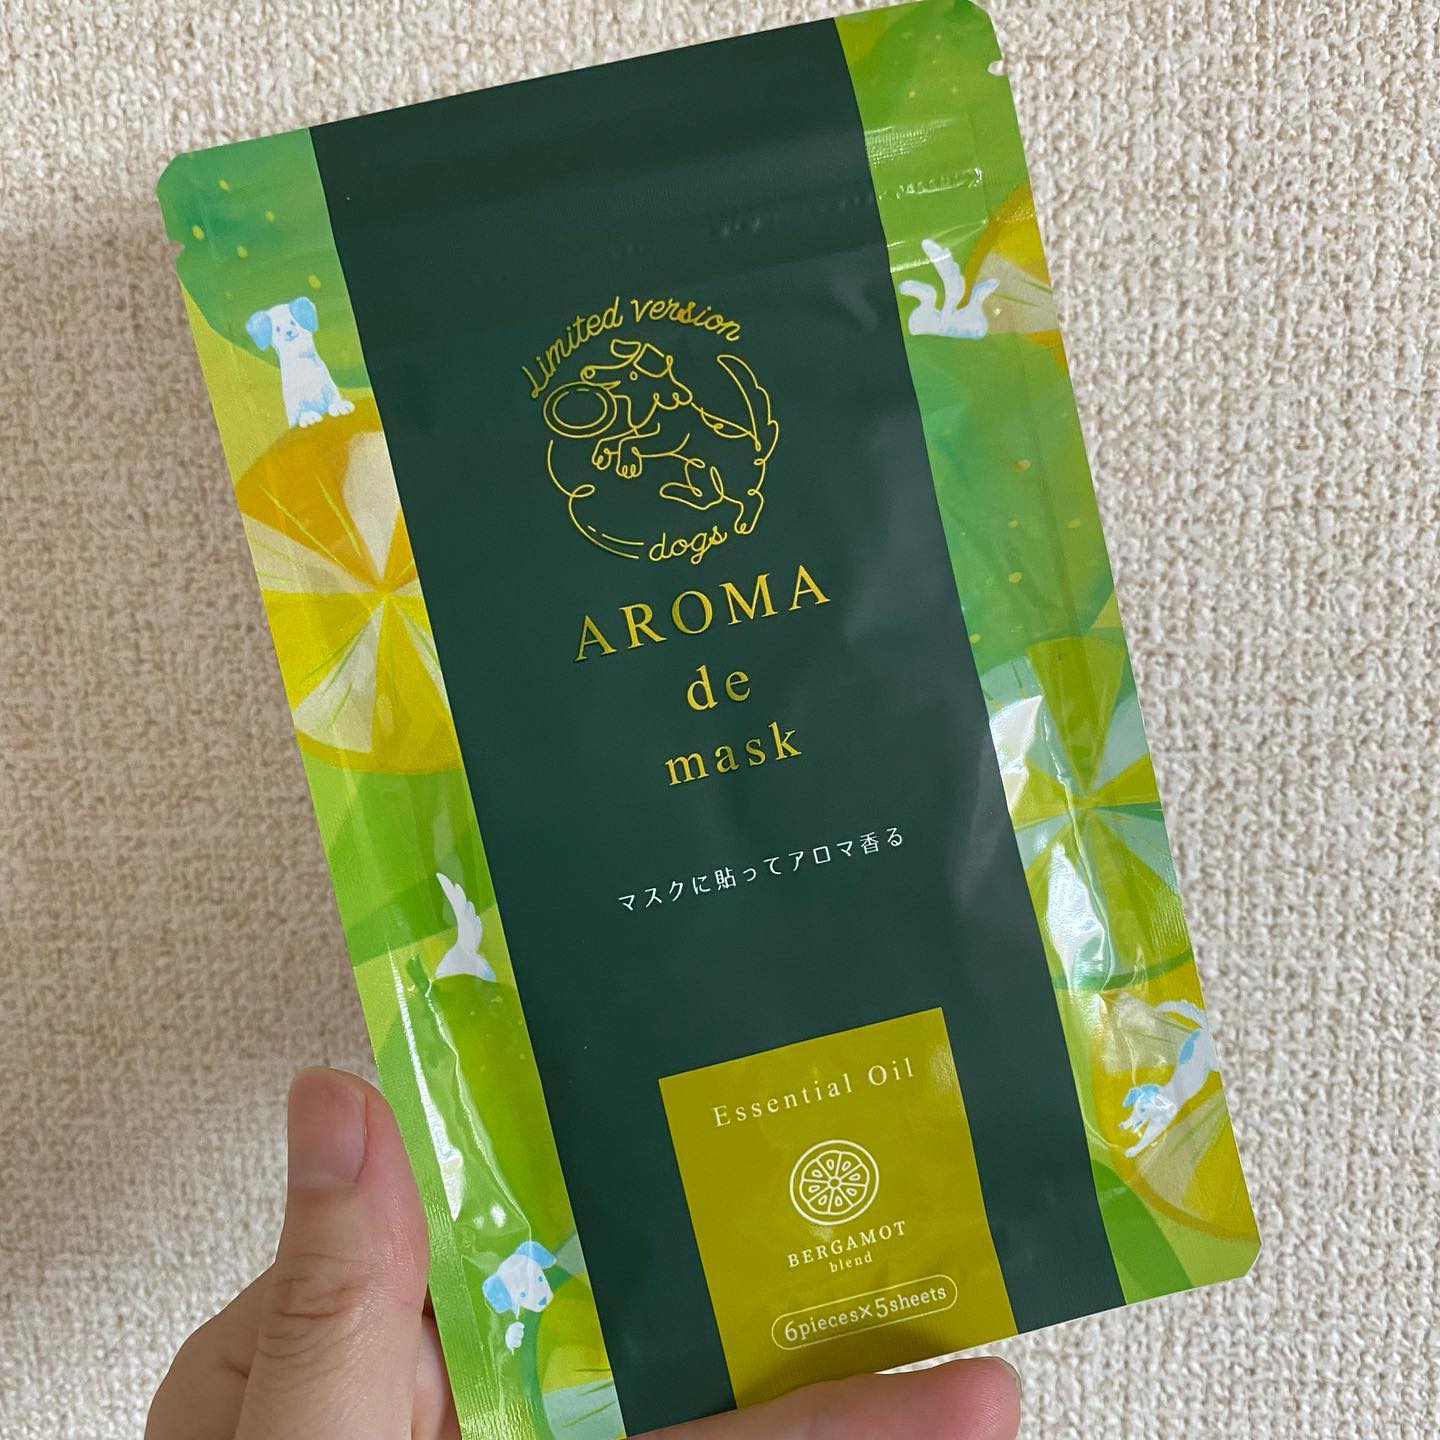 Limited version
dogs
AROMA
de
mask
マスクに貼ってアロマ香る
Essential Oil
BERGAMOT
blend
6pieces×5sheets